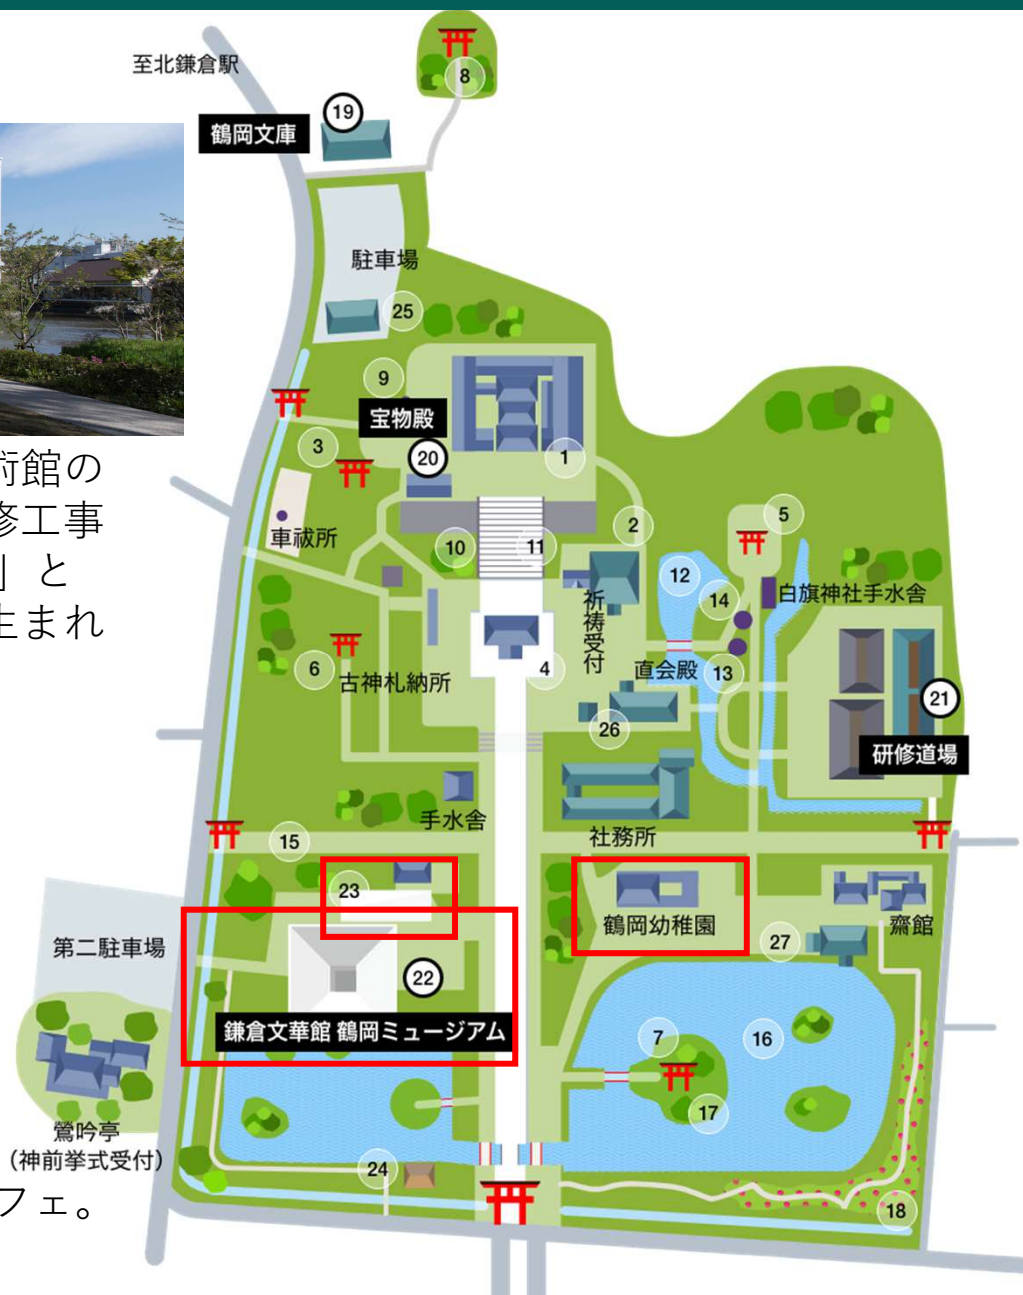 至北鎌倉駅
8
19
鶴岡文庫
駐車場
25
9
宝物殿
3
20
1
術館の
修工事
」と
生まれ
車祓所
10
11
2
5
12
14
白旗神社手水舎
祈祷受付
6
古神札納所
4
直会殿
13
21
26
研修道場
手水舎
社務所
15
23
鶴岡幼稚園
齋館
27
第二駐車場
22
鎌倉文華館 鶴岡ミュージアム
7
16
17
鶯吟亭
(神前挙式受付)
24
フェ。
18